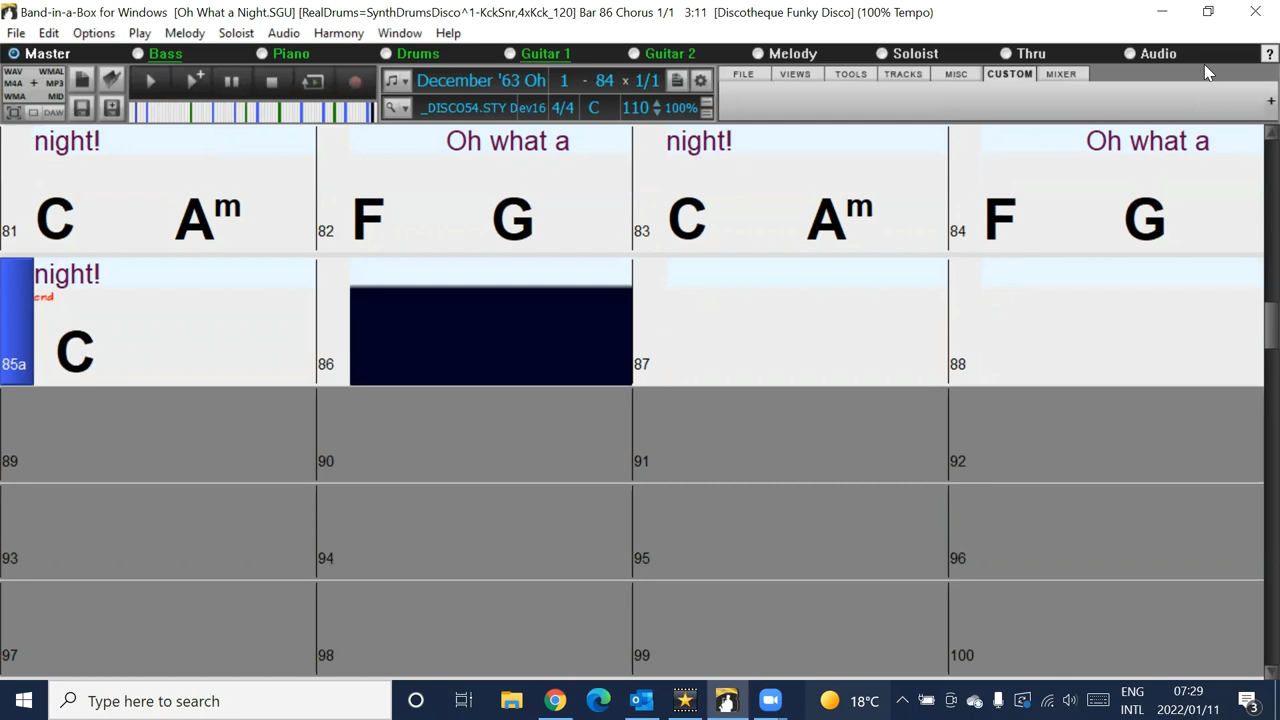 Band-in-a-Box for Windows [Oh What a Night.SGU] [RealDrums=SynthDrumsDisco^1-KckSnr,4xKck_120] Bar 86 Chorus 1/1 3:11 [Discotheque Funky Disco] (100% Tempo)
File Edit Options Play Melody Soloist Audio Harmony Window Help
Master Bass Piano Drums Guitar 1 Guitar 2 Melody Soloist Thru Audio ?
WAV WMAL M4A + MP3 WMA MID DAW
December '63 Oh 1 - 84 x 1/1
_DISCO54.STY Dev16 4/4 C 110 100%
FILE VIEWS TOOLS TRACKS MISC CUSTOM MIXER
+
night! Oh what a night! Oh what a
81 C Am 82 F G 83 C Am 84 F G
night!
end
85a C 86 87 88
89 90 91 92
93 94 95 96
97 98 99 100
Type here to search
18°C
ENG
INTL
07:29
2022/01/11
3